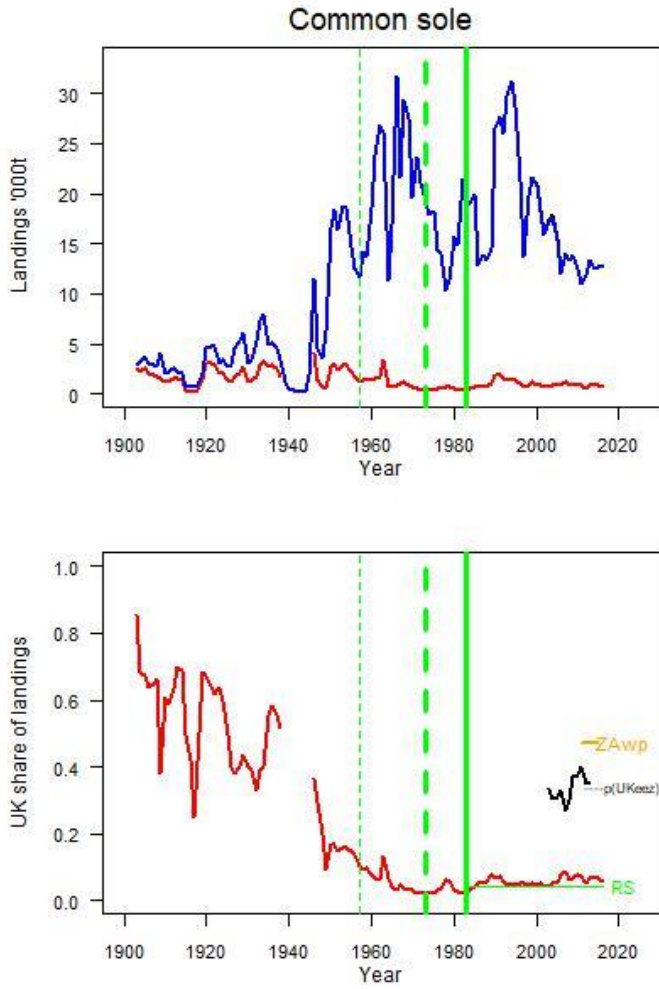 Common sole
Landings '000t
30
25
20
15
10
5
0
1900 1920 1940 1960 1980 2000 2020
Year
UK share of landings
1.0
0.8
0.6
0.4
0.2
0.0
ZAwp
p(UKeez)
RS
1900 1920 1940 1960 1980 2000 2020
Year